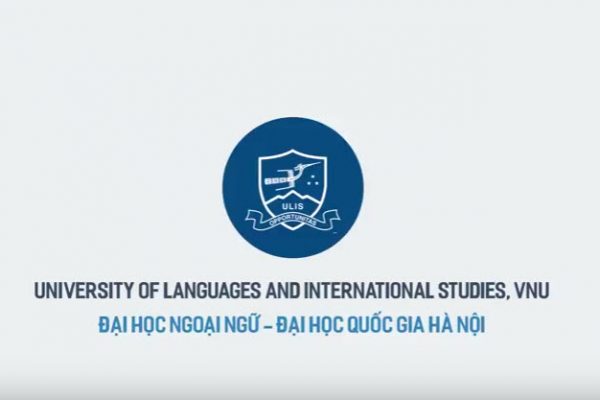 ULIS
OPPORTUNITAS
UNIVERSITY OF LANGUAGES AND INTERNATIONAL STUDIES, VNU
ĐẠI HỌC NGOẠI NGỮ - ĐẠI HỌC QUỐC GIA HÀ NỘI